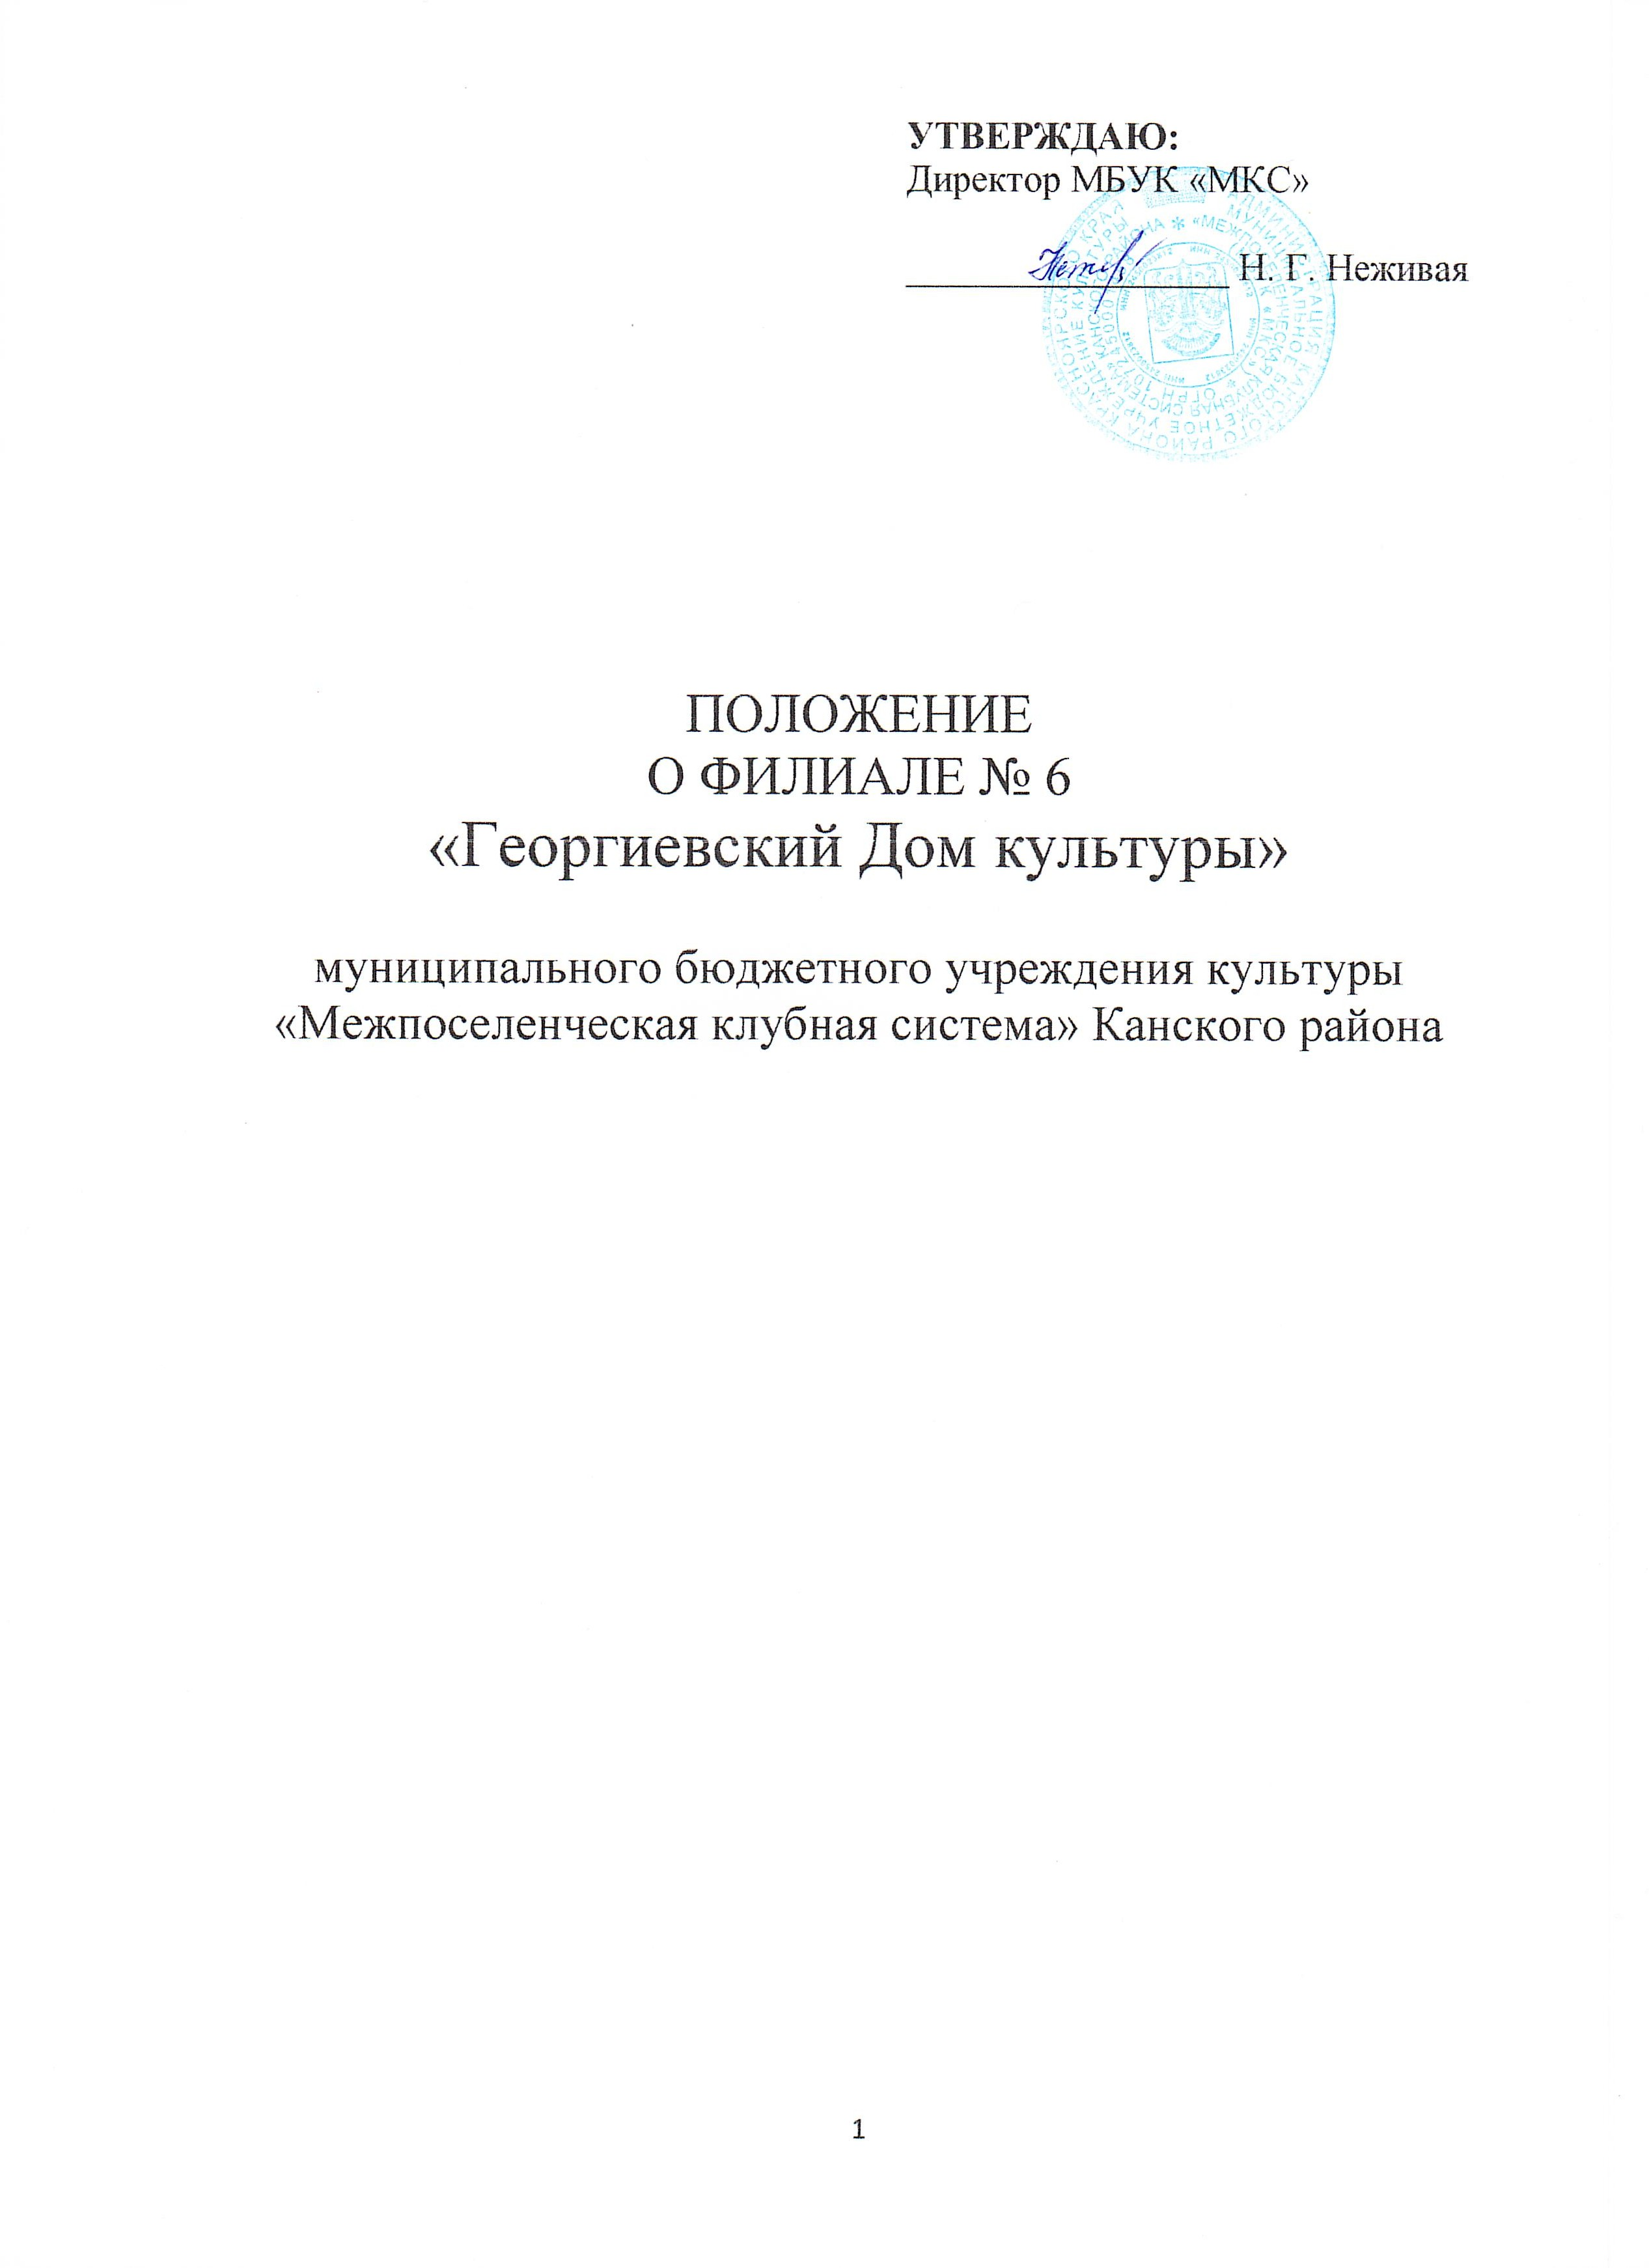 УТВЕРЖДАЮ:
Директор МБУК «МКС»
Н. Г. Неживая
ПОЛОЖЕНИЕ
О ФИЛИАЛЕ № 6
«Георгиевский Дом культуры»
муниципального бюджетного учреждения культуры
«Межпоселенческая клубная система» Канского района
1